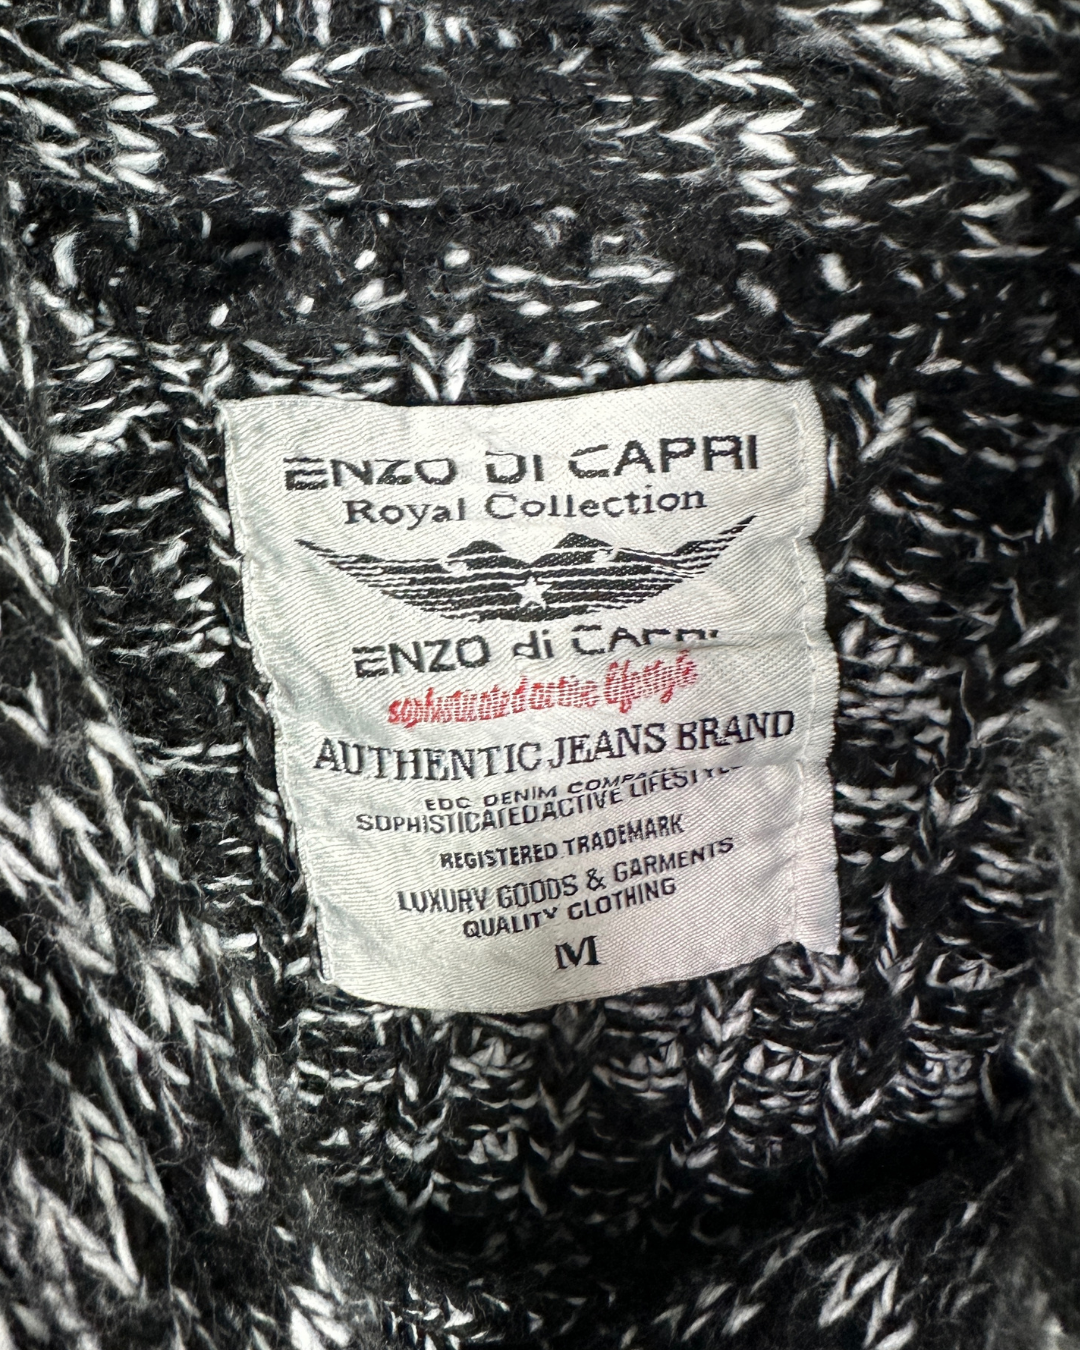 ENZO DI CAPRI
Royal Collection
ENZO di CAPRI
sophisticated active lifestyle
AUTHENTIC JEANS BRAND
EDC DENIM COMPANY
SOPHISTICATED ACTIVE LIFESTYLE
REGISTERED TRADEMARK
LUXURY GOODS & GARMENTS
QUALITY CLOTHING
M